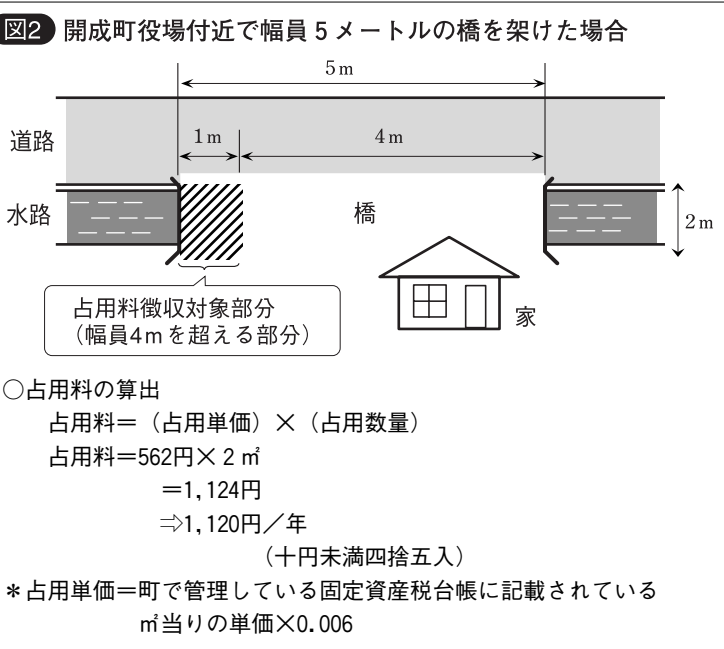 図2 開成町役場付近で幅員5メートルの橋を架けた場合
5m
道路
1m
4m
水路
橋
2m
占用料徴収対象部分
（幅員4mを超える部分）
家
○占用料の算出
占用料＝（占用単価）×（占用数量）
占用料＝562円×2㎡
＝1,124円
⇨1,120円／年
（十円未満四捨五入）
＊占用単価＝町で管理している固定資産税台帳に記載されている
㎡当りの単価×0.006